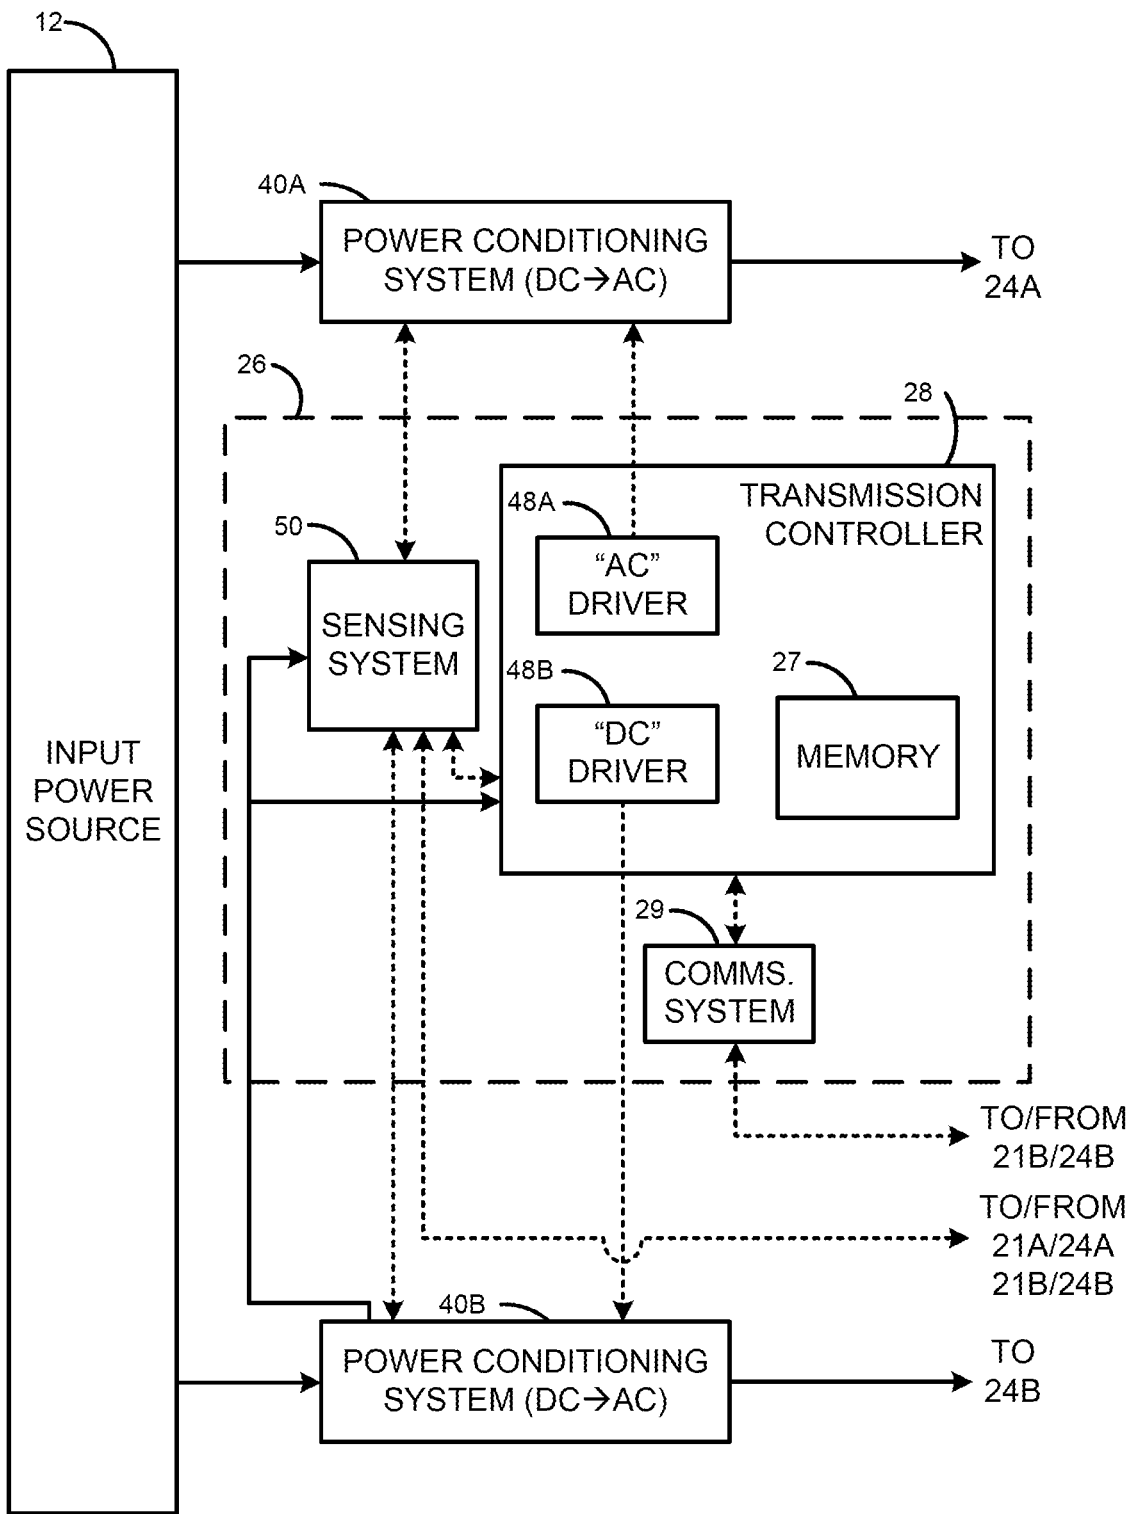 12
40A
POWER CONDITIONING
SYSTEM (DC→AC)
TO
24A
26
28
TRANSMISSION
CONTROLLER
48A
“AC”
DRIVER
50
SENSING
SYSTEM
48B
“DC”
DRIVER
27
MEMORY
INPUT
POWER
SOURCE
29
COMMS.
SYSTEM
TO/FROM
21B/24B
TO/FROM
21A/24A
21B/24B
40B
POWER CONDITIONING
SYSTEM (DC→AC)
TO
24B